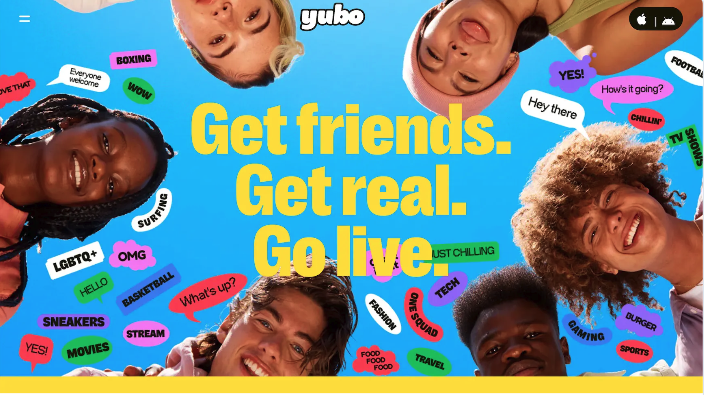 yubo
BOXING
Everyone
welcome
WOW
YES!
How's it going?
Hey there
CHILLIN'
TV SHOWS
Get friends.
Get real.
Go live.
SURFING
LGBTQ+
OMG
HELLO
BASKETBALL
What's up?
SNEAKERS
STREAM
YES!
MOVIES
JUST CHILLING
TECH
FASHION
ONE SQUAD
FOOD
FOOD
FOOD
TRAVEL
GAMING
BURGER
SPORTS